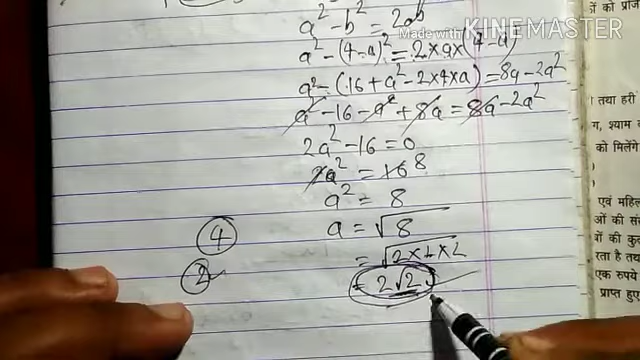 a² - b² = 2ab
Made with KINEMASTER
a² - (4-a)² = 2×a×(4-a)
a² - (16 + a² - 2×4×a) = 8a - 2a²
a² - 16 - a² + 8a = 8a - 2a²
2a² - 16 = 0
2a² = 16 8
a² = 8
a = √8
④
= √2×2×2
②
= 2√2
तथा हरी
ग, श्याम
को मिलेंगे
एवं महिल
ओं की सं
रता है तथ
एक रुपये
प्राप्त हुए